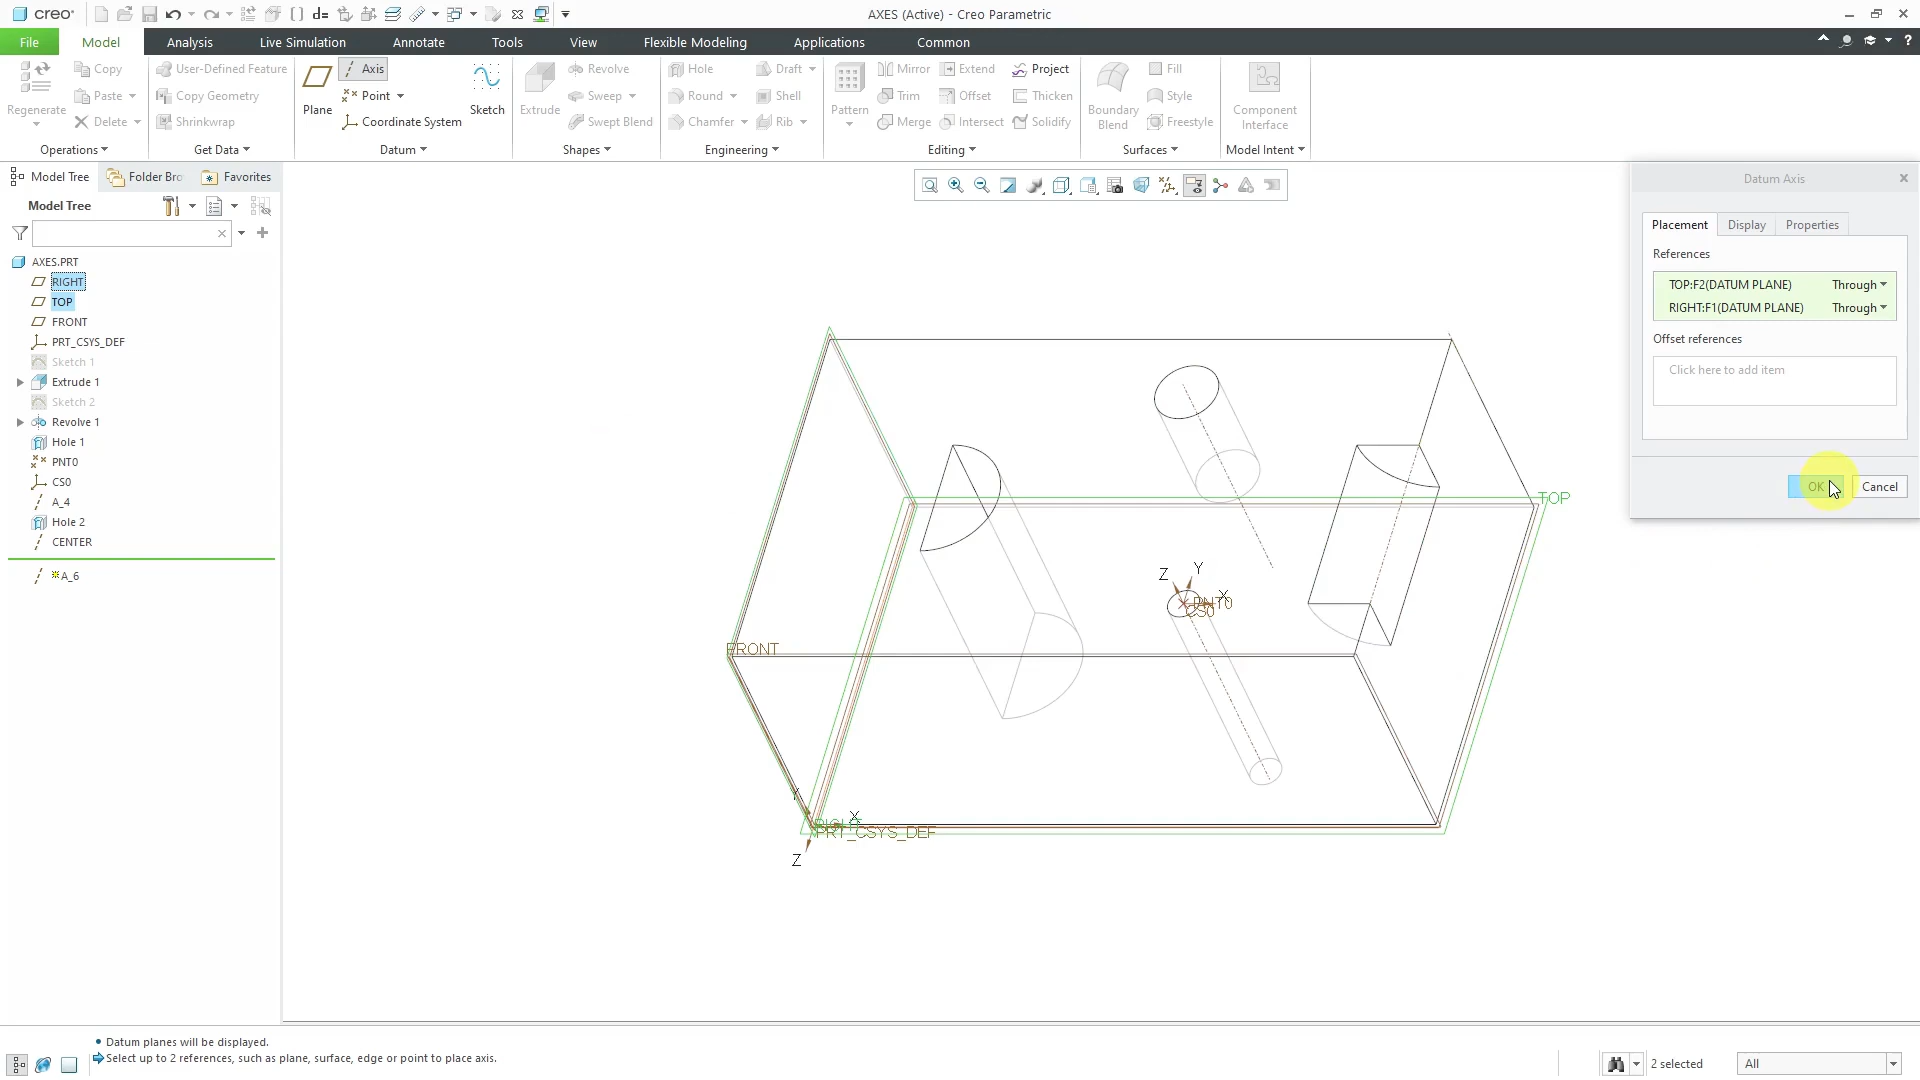 creo
AXES (Active) - Creo Parametric
File
Model
Analysis
Live Simulation
Annotate
Tools
View
Flexible Modeling
Applications
Common
Regenerate
Copy
Paste
Delete
Operations
User-Defined Feature
Copy Geometry
Shrinkwrap
Get Data
Plane
Axis
Point
Coordinate System
Sketch
Datum
Extrude
Revolve
Sweep
Swept Blend
Shapes
Hole
Round
Chamfer
Draft
Shell
Rib
Engineering
Pattern
Mirror
Trim
Merge
Extend
Offset
Intersect
Project
Thicken
Solidify
Editing
Boundary
Blend
Fill
Style
Freestyle
Surfaces
Component
Interface
Model Intent
Model Tree
Folder Bro
Favorites
Model Tree
AXES.PRT
RIGHT
TOP
FRONT
PRT_CSYS_DEF
Sketch 1
Extrude 1
Sketch 2
Revolve 1
Hole 1
PNT0
CS0
A_4
Hole 2
CENTER
A_6
TOP
Z
Y
X
PNT0
CS0
FRONT
Y
X
RIGHT
PRT_CSYS_DEF
Z
Datum Axis
Placement
Display
Properties
References
TOP:F2(DATUM PLANE) Through
RIGHT:F1(DATUM PLANE) Through
Offset references
Click here to add item
OK
Cancel
Datum planes will be displayed.
Select up to 2 references, such as plane, surface, edge or point to place axis.
2 selected
All